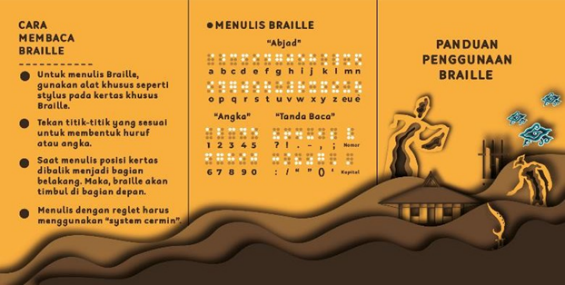 CARA
MEMBACA
BRAILLE
Untuk menulis Braille,
gunakan alat khusus seperti
stylus pada kertas khusus
Braille.
Tekan titik-titik yang sesuai
untuk membentuk huruf
atau angka.
Saat menulis posisi kertas
dibalik menjadi bagian
belakang. Maka, braille akan
timbul di bagian depan.
Menulis dengan reglet harus
menggunakan "system cermin".
MENULIS BRAILLE
"Abjad"
a b c d e f g h i j k l m n
o p q r s t u v w x y z e u é
"Angka"
1 2 3 4 5
6 7 8 9 0
"Tanda Baca"
? ! . - , ; Nomor
: / " " () ' Kapital
PANDUAN
PENGGUNAAN
BRAILLE